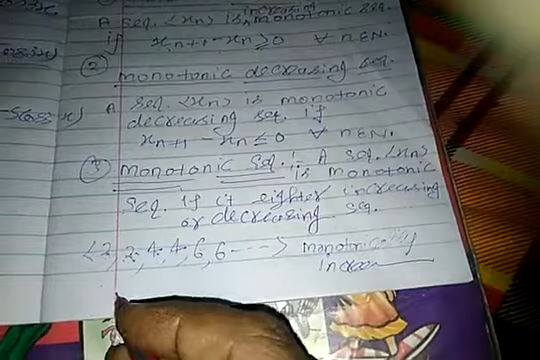 increasing
A seq. <xn> is monotonic seq.
if xn+1 - xn ≥ 0 ∀ n ∈ N.
② monotonic decreasing seq.
A seq. <xn> is monotonic
decreasing seq. if
xn+1 - xn ≤ 0 ∀ n ∈ N.
③ monotonic seq. :- A seq. <xn>
is monotonic
seq. if it eighter increasing
or decreasing seq.
<2, 2, 4, 4, 6, 6 - - - -> monotonically